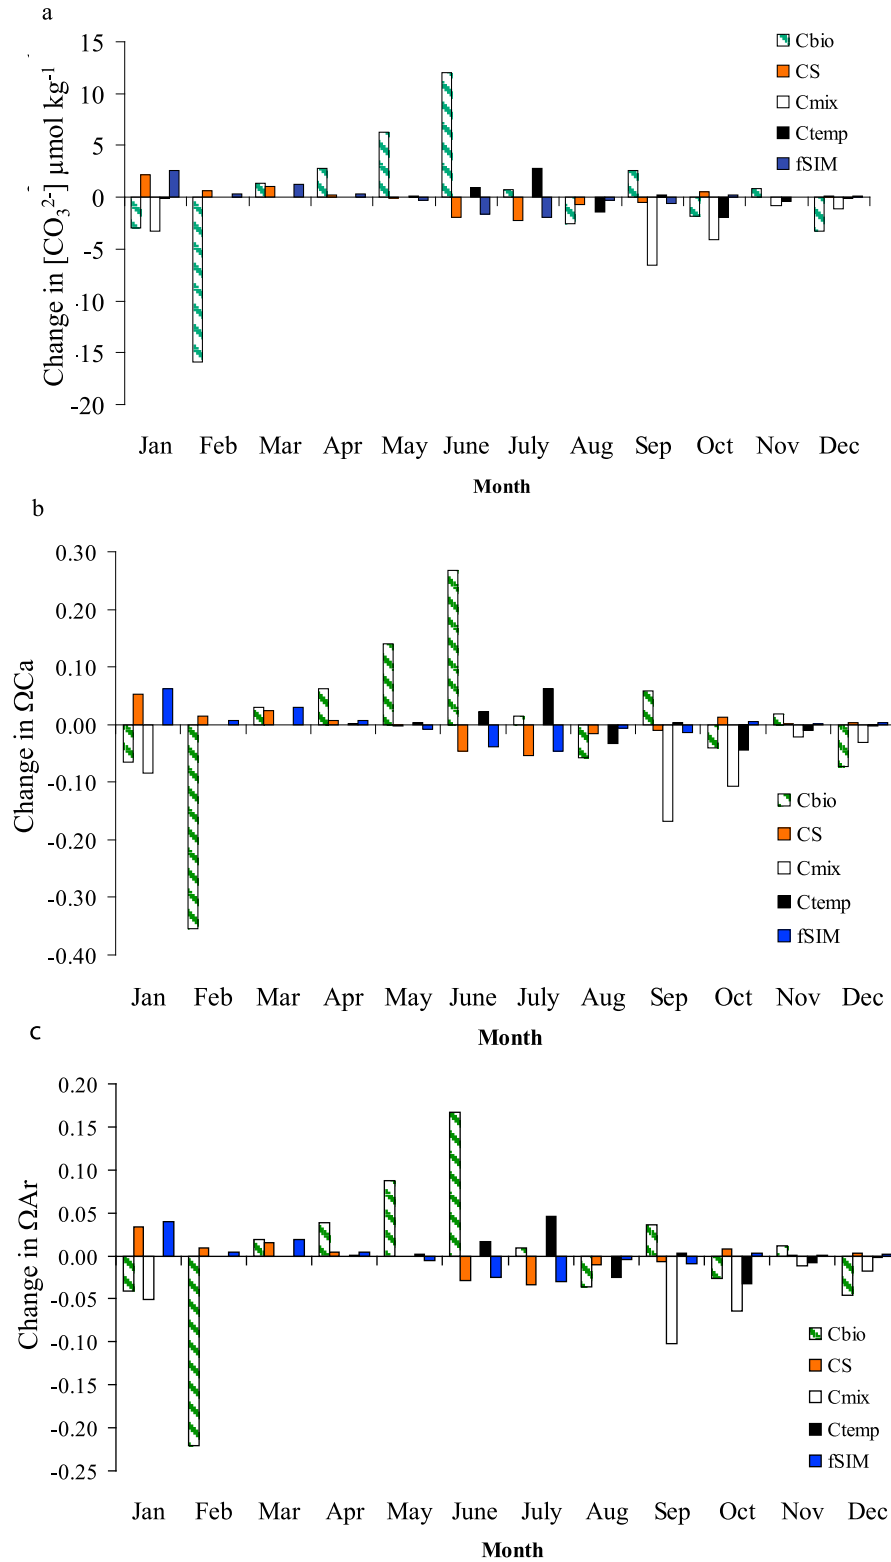 a
Change in [CO₃²⁻] μmol kg⁻¹
15
10
5
0
-5
-10
-15
-20
Cbio
CS
Cmix
Ctemp
fSIM
Jan Feb Mar Apr May June July Aug Sep Oct Nov Dec
Month
b
Change in ΩCa
0.30
0.20
0.10
0.00
-0.10
-0.20
-0.30
-0.40
Cbio
CS
Cmix
Ctemp
fSIM
Jan Feb Mar Apr May June July Aug Sep Oct Nov Dec
Month
c
Change in ΩAr
0.20
0.15
0.10
0.05
0.00
-0.05
-0.10
-0.15
-0.20
-0.25
Cbio
CS
Cmix
Ctemp
fSIM
Jan Feb Mar Apr May June July Aug Sep Oct Nov Dec
Month